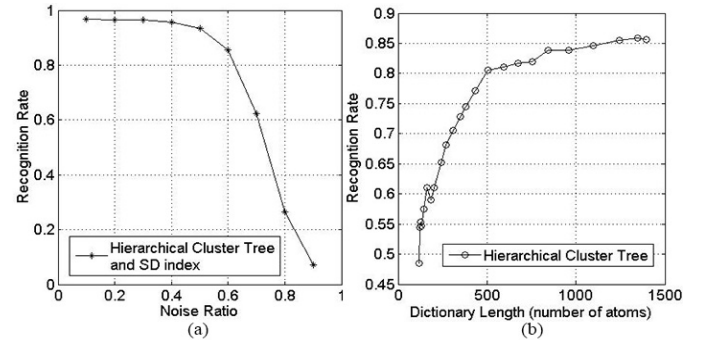 1
0.8
0.6
0.4
0.2
0
0 0.2 0.4 0.6 0.8 1
Recognition Rate
Noise Ratio
Hierarchical Cluster Tree
and SD index
(a)
0.9
0.85
0.8
0.75
0.7
0.65
0.6
0.55
0.5
0.45
0 500 1000 1500
Recogntion Rate
Dictionary Length (number of atoms)
Hierarchical Cluster Tree
(b)